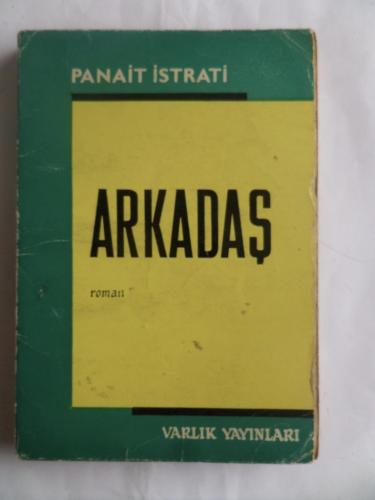 PANAİT İSTRATİ
ARKADAŞ
roman
VARLIK YAYINLARI